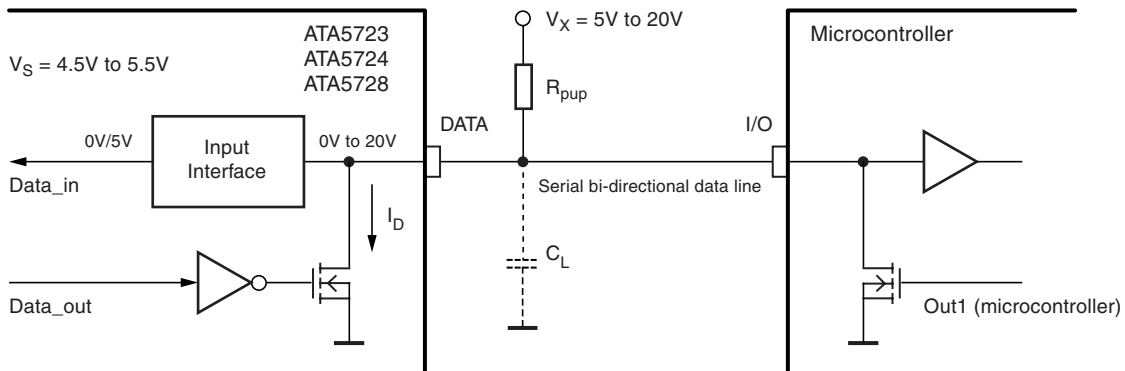 V_S = 4.5V to 5.5V
ATA5723
ATA5724
ATA5728
0V/5V
Input
Interface
0V to 20V
Data_in
I_D
Data_out
DATA
V_X = 5V to 20V
R_pup
Serial bi-directional data line
C_L
I/O
Microcontroller
Out1 (microcontroller)